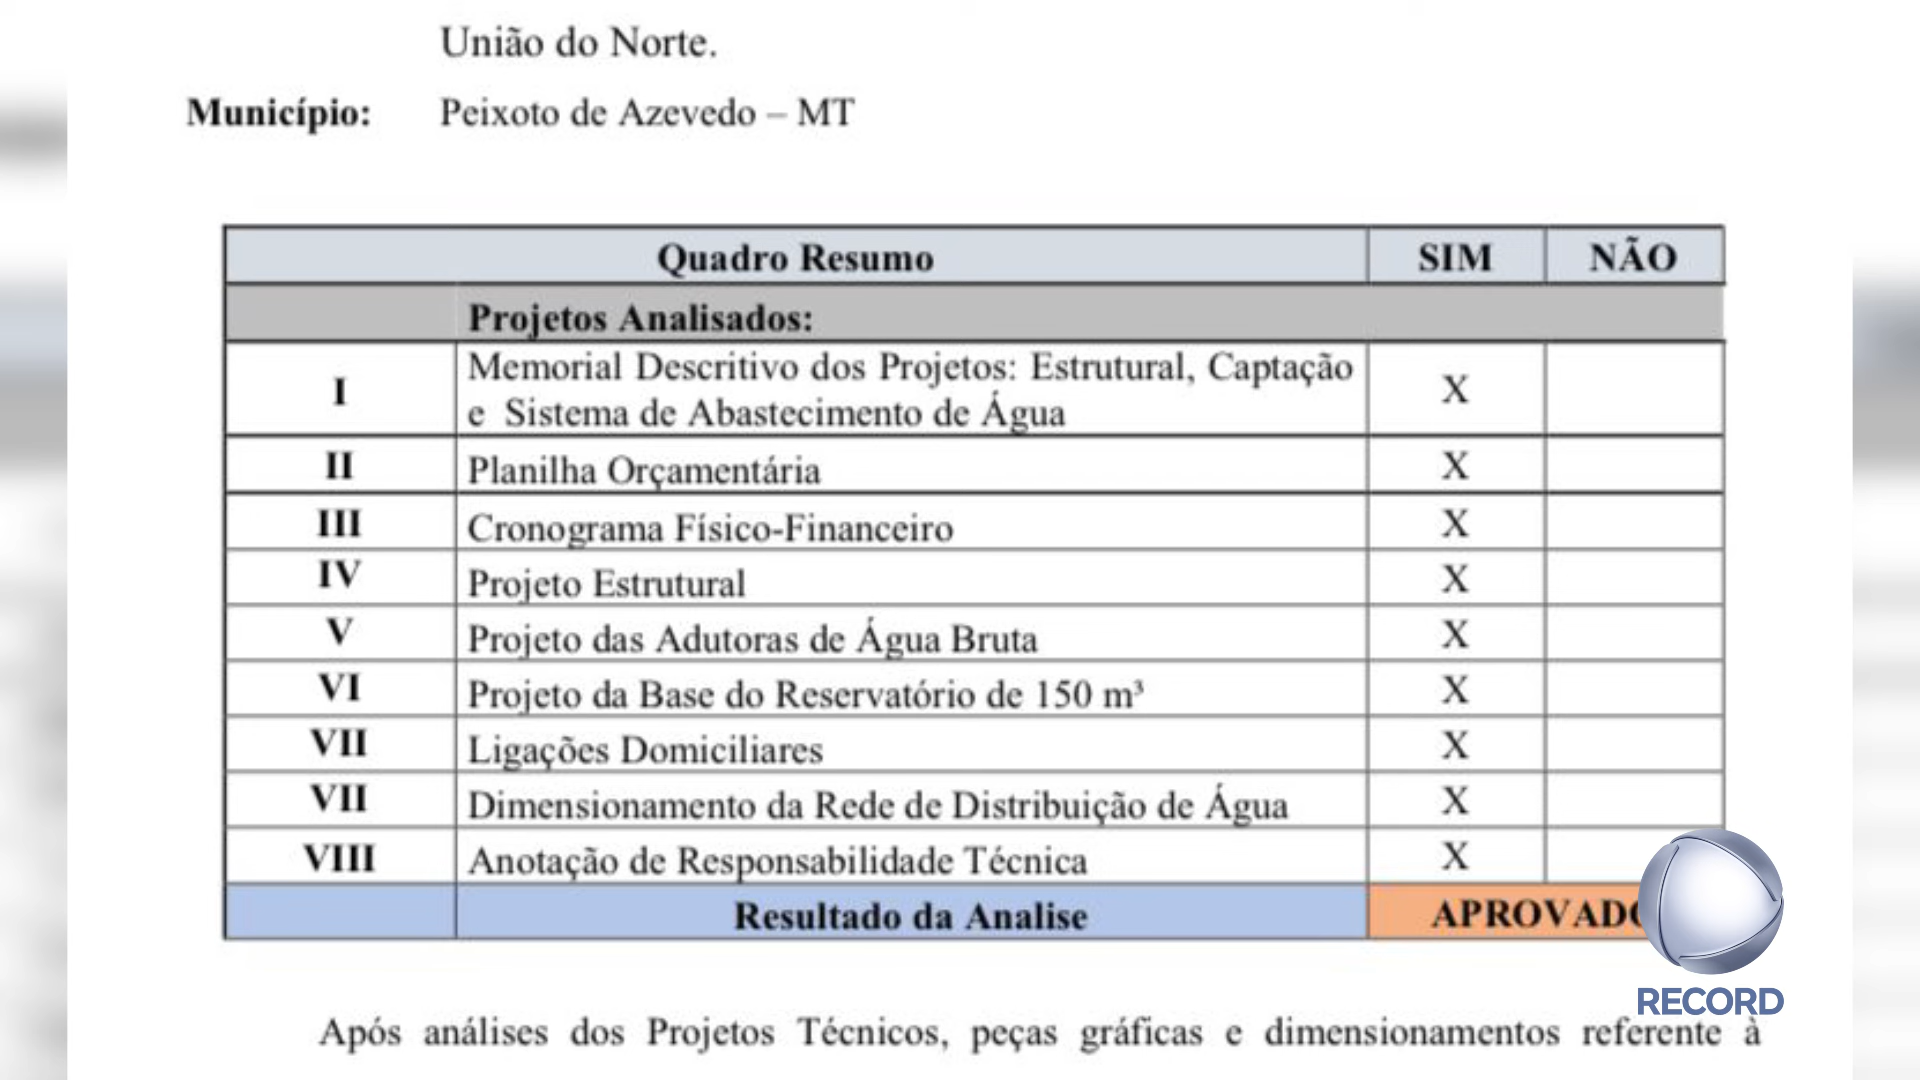 União do Norte.
Município: Peixoto de Azevedo – MT
Quadro Resumo SIM NÃO
Projetos Analisados:
I Memorial Descritivo dos Projetos: Estrutural, Captação X
e Sistema de Abastecimento de Água
II Planilha Orçamentária X
III Cronograma Físico-Financeiro X
IV Projeto Estrutural X
V Projeto das Adutoras de Água Bruta X
VI Projeto da Base do Reservatório de 150 m³ X
VII Ligações Domiciliares X
VII Dimensionamento da Rede de Distribuição de Água X
VIII Anotação de Responsabilidade Técnica X
Resultado da Analise APROVADO
RECORD
Após análises dos Projetos Técnicos, peças gráficas e dimensionamentos referente à